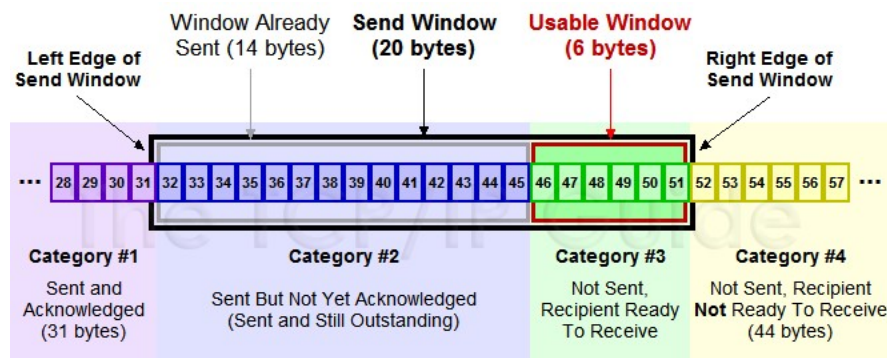 Window Already
Sent (14 bytes)
Send Window
(20 bytes)
Usable Window
(6 bytes)
Left Edge of
Send Window
Right Edge of
Send Window
... 28 29 30 31 32 33 34 35 36 37 38 39 40 41 42 43 44 45 46 47 48 49 50 51 52 53 54 55 56 57 ...
The TCP/IP Guide
Category #1
Sent and
Acknowledged
(31 bytes)
Category #2
Sent But Not Yet Acknowledged
(Sent and Still Outstanding)
Category #3
Not Sent,
Recipient Ready
To Receive
Category #4
Not Sent, Recipient
Not Ready To Receive
(44 bytes)